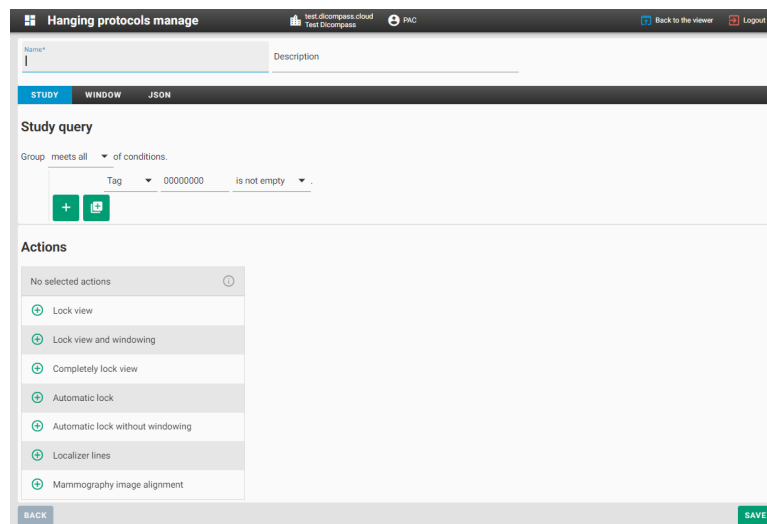 Hanging protocols manage
test.dicompass.cloud
Test Dicompass
PAC
Back to the viewer
Logout
Name*
Description
STUDY WINDOW JSON
Study query
Group meets all of conditions.
Tag 00000000 is not empty .
Actions
No selected actions
Lock view
Lock view and windowing
Completely lock view
Automatic lock
Automatic lock without windowing
Localizer lines
Mammography image alignment
BACK
SAVE